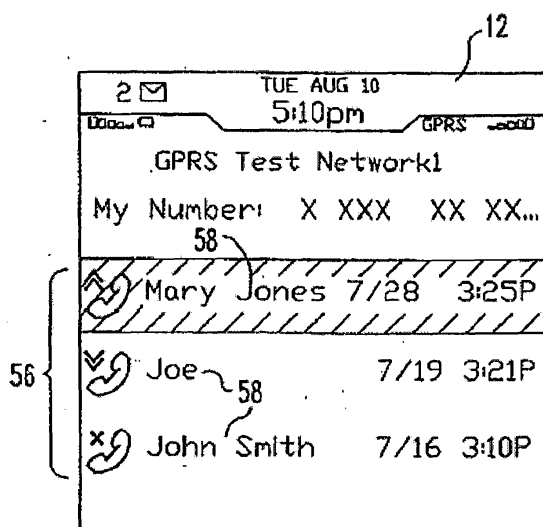 12
2 TUE AUG 10
5:10pm
GPRS
GPRS Test Network1
My Number: X XXX XX XX...
58
Mary Jones 7/28 3:25P
56
Joe 7/19 3:21P
58
John Smith 7/16 3:10P